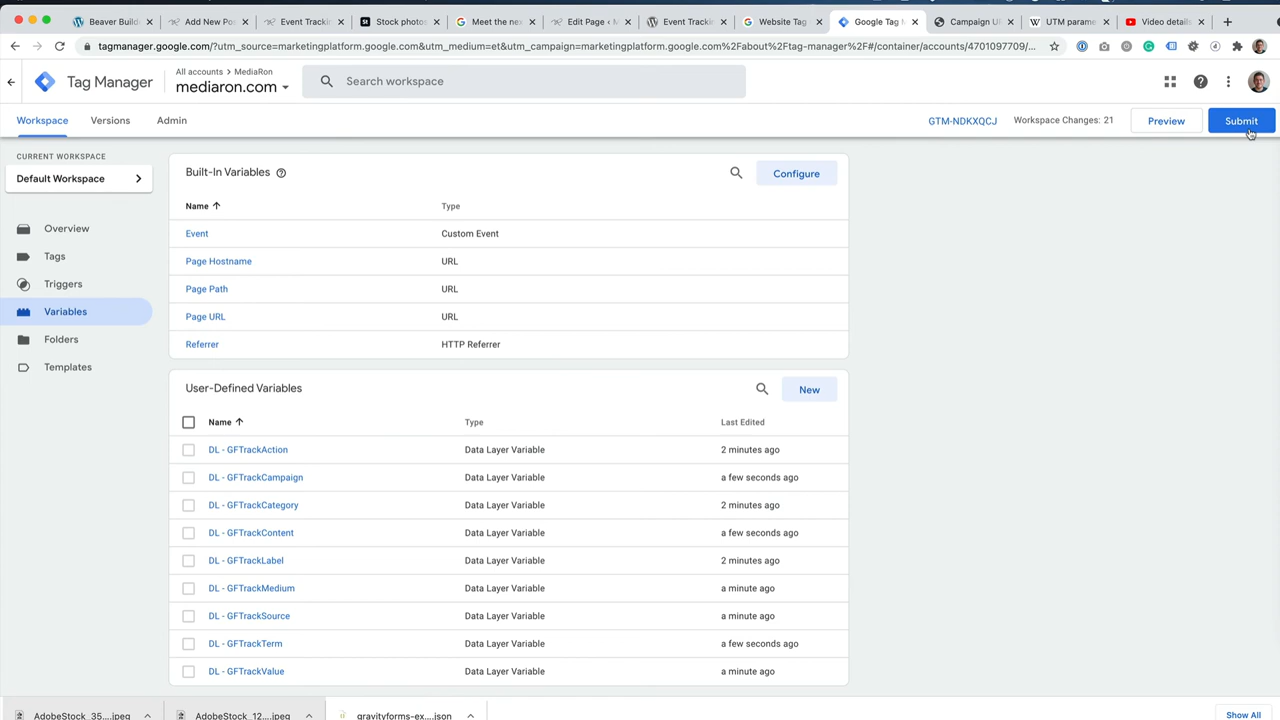 Beaver Build
Add New Po
Event Trackin
Stock photos
Meet the nex
Edit Page ‹ M
Event Trackin
Website Tag
Google Tag M
Campaign U
UTM parame
Video details
tagmanager.google.com/?utm_source=marketingplatform.google.com&utm_medium=et&utm_campaign=marketingplatform.google.com%2Fabout%2Ftag-manager%2F#/container/accounts/4701097709/...
Tag Manager
All accounts > MediaRon
mediaron.com
Search workspace
Workspace
Versions
Admin
GTM-NDKXQCJ
Workspace Changes: 21
Preview
Submit
CURRENT WORKSPACE
Default Workspace
Overview
Tags
Triggers
Variables
Folders
Templates
Built-In Variables
Configure
Name Type
Event Custom Event
Page Hostname URL
Page Path URL
Page URL URL
Referrer HTTP Referrer
User-Defined Variables
New
Name Type Last Edited
DL - GFTrackAction Data Layer Variable 2 minutes ago
DL - GFTrackCampaign Data Layer Variable a few seconds ago
DL - GFTrackCategory Data Layer Variable 2 minutes ago
DL - GFTrackContent Data Layer Variable a few seconds ago
DL - GFTrackLabel Data Layer Variable 2 minutes ago
DL - GFTrackMedium Data Layer Variable a minute ago
DL - GFTrackSource Data Layer Variable a minute ago
DL - GFTrackTerm Data Layer Variable a few seconds ago
DL - GFTrackValue Data Layer Variable a minute ago
AdobeStock_35....jpeg
AdobeStock_12....jpeg
gravityforms-ex....json
Show All